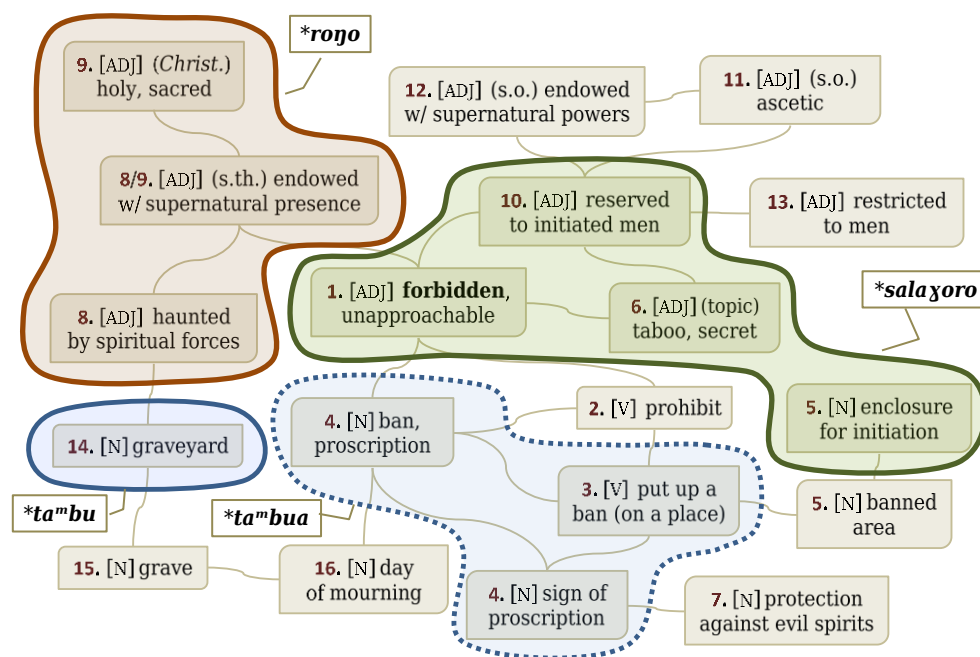 *roŋo
9. [ADJ] (Christ.)
holy, sacred
12. [ADJ] (s.o.) endowed
w/ supernatural powers
11. [ADJ] (s.o.)
ascetic
8/9. [ADJ] (s.th.) endowed
w/ supernatural presence
10. [ADJ] reserved
to initiated men
13. [ADJ] restricted
to men
1. [ADJ] forbidden,
unapproachable
6. [ADJ] (topic)
taboo, secret
*salaɣoro
8. [ADJ] haunted
by spiritual forces
4. [N] ban,
proscription
2. [V] prohibit
5. [N] enclosure
for initiation
14. [N] graveyard
3. [V] put up a
ban (on a place)
5. [N] banned
area
*taᵐbu
*taᵐbua
15. [N] grave
16. [N] day
of mourning
4. [N] sign of
proscription
7. [N] protection
against evil spirits